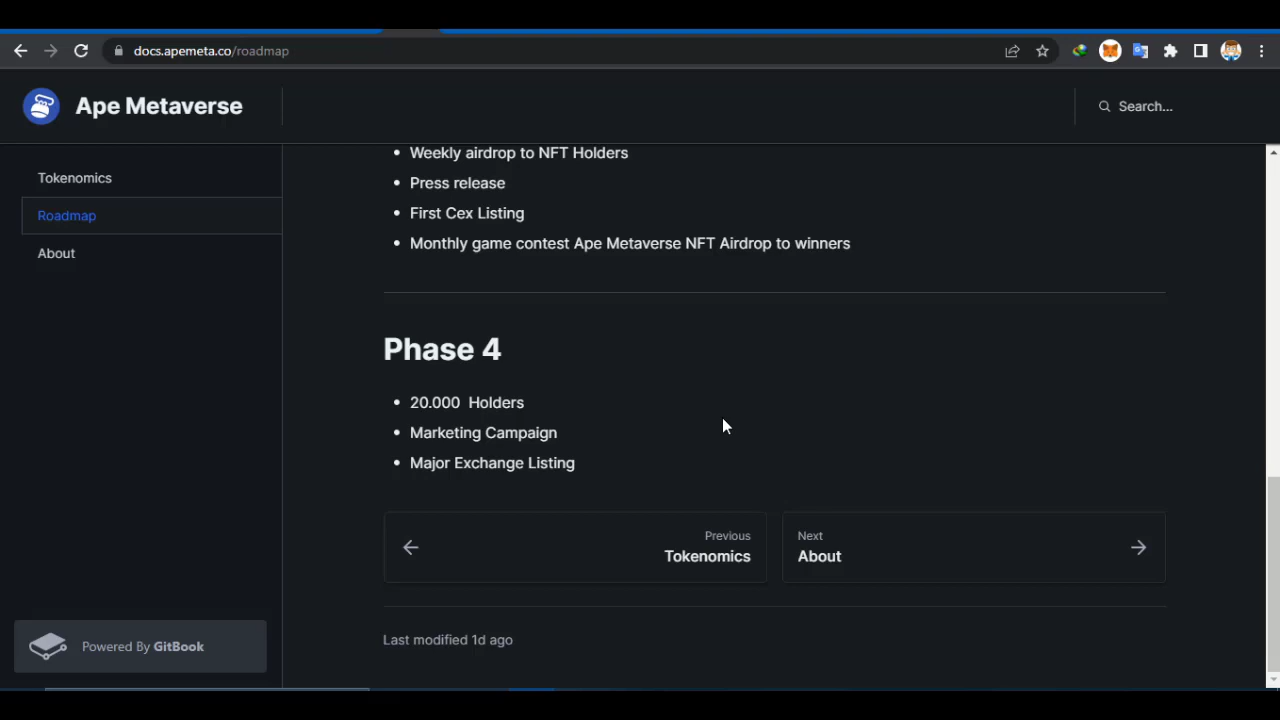 docs.apemeta.co/roadmap
Ape Metaverse
Search...
Tokenomics
Roadmap
About
Weekly airdrop to NFT Holders
Press release
First Cex Listing
Monthly game contest Ape Metaverse NFT Airdrop to winners
Phase 4
20.000 Holders
Marketing Campaign
Major Exchange Listing
Previous
Tokenomics
Next
About
Last modified 1d ago
Powered By GitBook